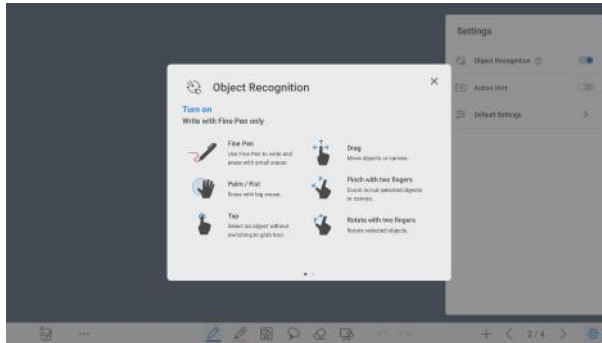 Settings
Object Recognition
Action Hint
Default Settings
Object Recognition
Turn on
Write with Fine Pen only
Fine Pen
Use Fine Pen to write and
erase with small eraser.
Palm / Fist
Erase with big eraser.
Tap
Select an object without
switching to grab tool.
Drag
Move objects or canvas.
Pinch with two fingers
Zoom in/out selected objects
or canvas.
Rotate with two fingers
Rotate selected objects.
2 / 4